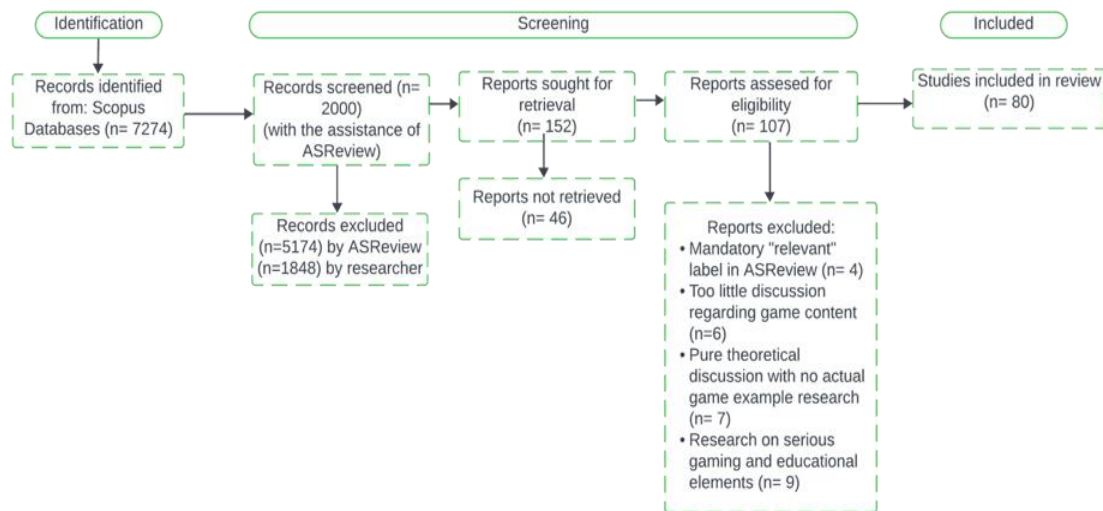 Identification
Screening
Included
Records identified
from: Scopus
Databases (n= 7274)
Records screened (n=
2000)
(with the assistance of
ASReview)
Reports sought for
retrieval
(n= 152)
Reports assesed for
eligibility
(n= 107)
Studies included in review
(n= 80)
Records excluded
(n=5174) by ASReview
(n=1848) by researcher
Reports not retrieved
(n= 46)
Reports excluded:
• Mandatory "relevant"
label in ASReview (n= 4)
• Too little discussion
regarding game content
(n=6)
• Pure theoretical
discussion with no actual
game example research
(n= 7)
• Research on serious
gaming and educational
elements (n= 9)